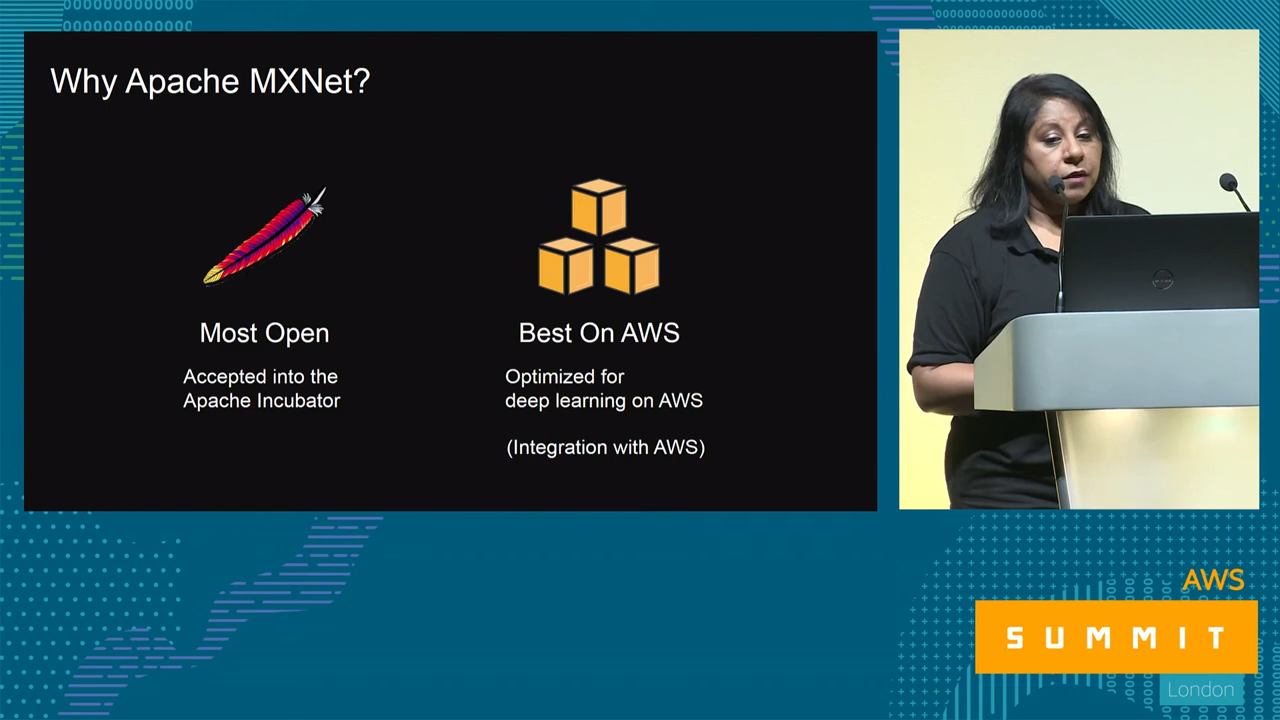 Why Apache MXNet?
Most Open
Accepted into the
Apache Incubator
Best On AWS
Optimized for
deep learning on AWS
(Integration with AWS)
AWS
SUMMIT
London